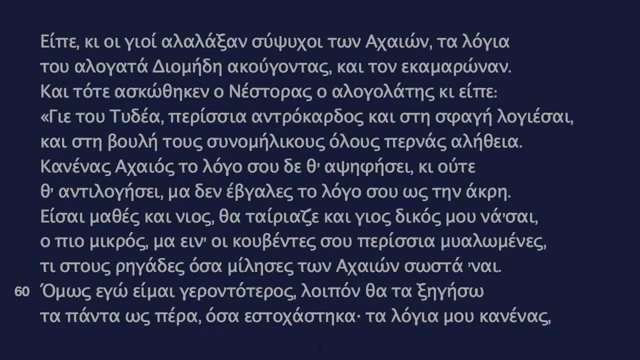 Είπε, κι οι γιοί αλαλάξαν σύψυχοι των Αχαιών, τα λόγια
του αλογατά Διομήδη ακούγοντας, και τον εκαμαρώναν.
Και τότε ασκώθηκεν ο Νέστορας ο αλογολάτης κι είπε:
«Γιε του Τυδέα, περίσσια αντρόκαρδος και στη σφαγή λογιέσαι,
και στη βουλή τους συνομήλικους όλους περνάς αλήθεια.
Κανένας Αχαιός το λόγο σου δε θ' αψηφήσει, κι ούτε
θ' αντιλογήσει, μα δεν έβγαλες το λόγο σου ως την άκρη.
Είσαι μαθές και νιος, θα ταίριαζε και γιος δικός μου νά'σαι,
ο πιο μικρός, μα ειν' οι κουβέντες σου περίσσια μυαλωμένες,
τι στους ρηγάδες όσα μίλησες των Αχαιών σωστά 'ναι.
60 Όμως εγώ είμαι γεροντότερος, λοιπόν θα τα ξηγήσω
τα πάντα ως πέρα, όσα εστοχάστηκα· τα λόγια μου κανένας,